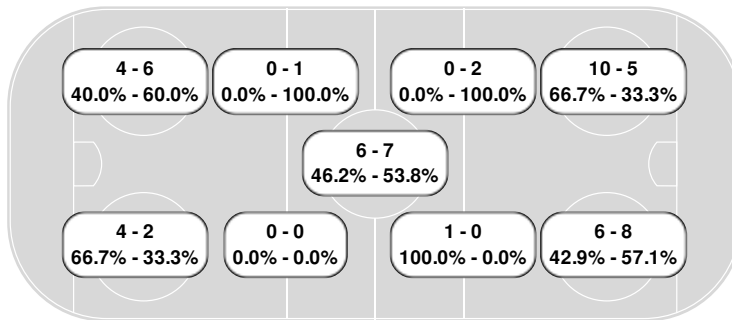 4 - 6
40.0% - 60.0%
0 - 1
0.0% - 100.0%
0 - 2
0.0% - 100.0%
10 - 5
66.7% - 33.3%
6 - 7
46.2% - 53.8%
4 - 2
66.7% - 33.3%
0 - 0
0.0% - 0.0%
1 - 0
100.0% - 0.0%
6 - 8
42.9% - 57.1%